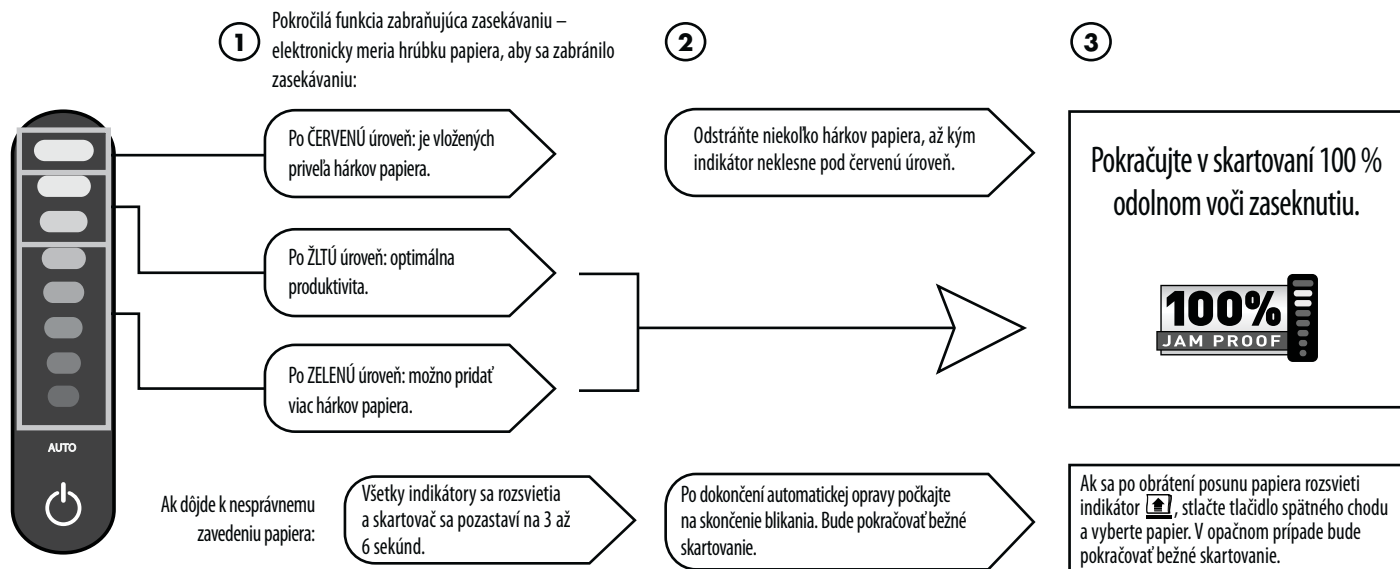 1
Pokročilá funkcia zabraňujúca zasekávaniu –
elektronicky meria hrúbku papiera, aby sa zabránilo
zasekávaniu:
Po ČERVENÚ úroveň: je vložených
priveľa hárkov papiera.
Po ŽLTÚ úroveň: optimálna
produktivita.
Po ZELENÚ úroveň: možno pridať
viac hárkov papiera.
2
Odstráňte niekoľko hárkov papiera, až kým
indikátor neklesne pod červenú úroveň.
3
Pokračujte v skartovaní 100 %
odolnom voči zaseknutiu.
100%
JAM PROOF
AUTO
Ak dôjde k nesprávnemu
zavedeniu papiera:
Všetky indikátory sa rozsvietia
a skartovač sa pozastaví na 3 až
6 sekúnd.
Po dokončení automatickej opravy počkajte
na skončenie blikania. Bude pokračovať bežné
skartovanie.
Ak sa po obrátení posunu papiera rozsvieti
indikátor , stlačte tlačidlo spätného chodu
a vyberte papier. V opačnom prípade bude
pokračovať bežné skartovanie.